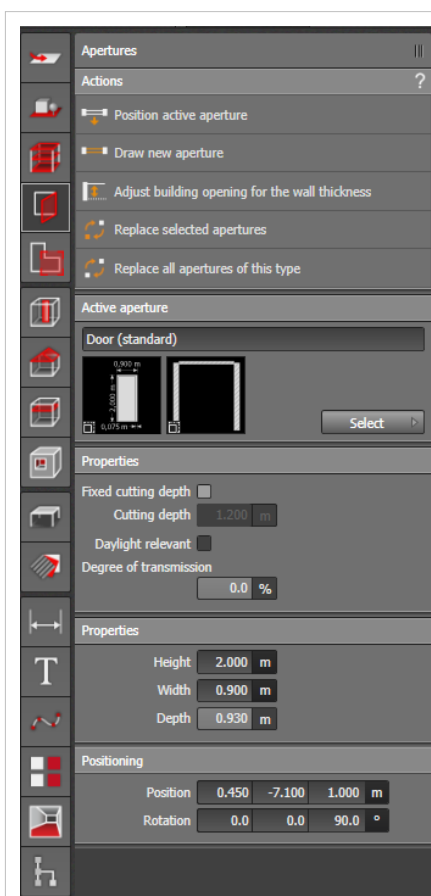 Apertures
Actions ?
Position active aperture
Draw new aperture
Adjust building opening for the wall thickness
Replace selected apertures
Replace all apertures of this type
Active aperture
Door (standard)
0,900 m
2,000 m
0,075 m
Select
Properties
Fixed cutting depth
Cutting depth 1.200 m
Daylight relevant
Degree of transmission
0.0 %
Properties
Height 2.000 m
Width 0.900 m
Depth 0.930 m
T
Positioning
Position 0.450 -7.100 1.000 m
Rotation 0.0 0.0 90.0 °